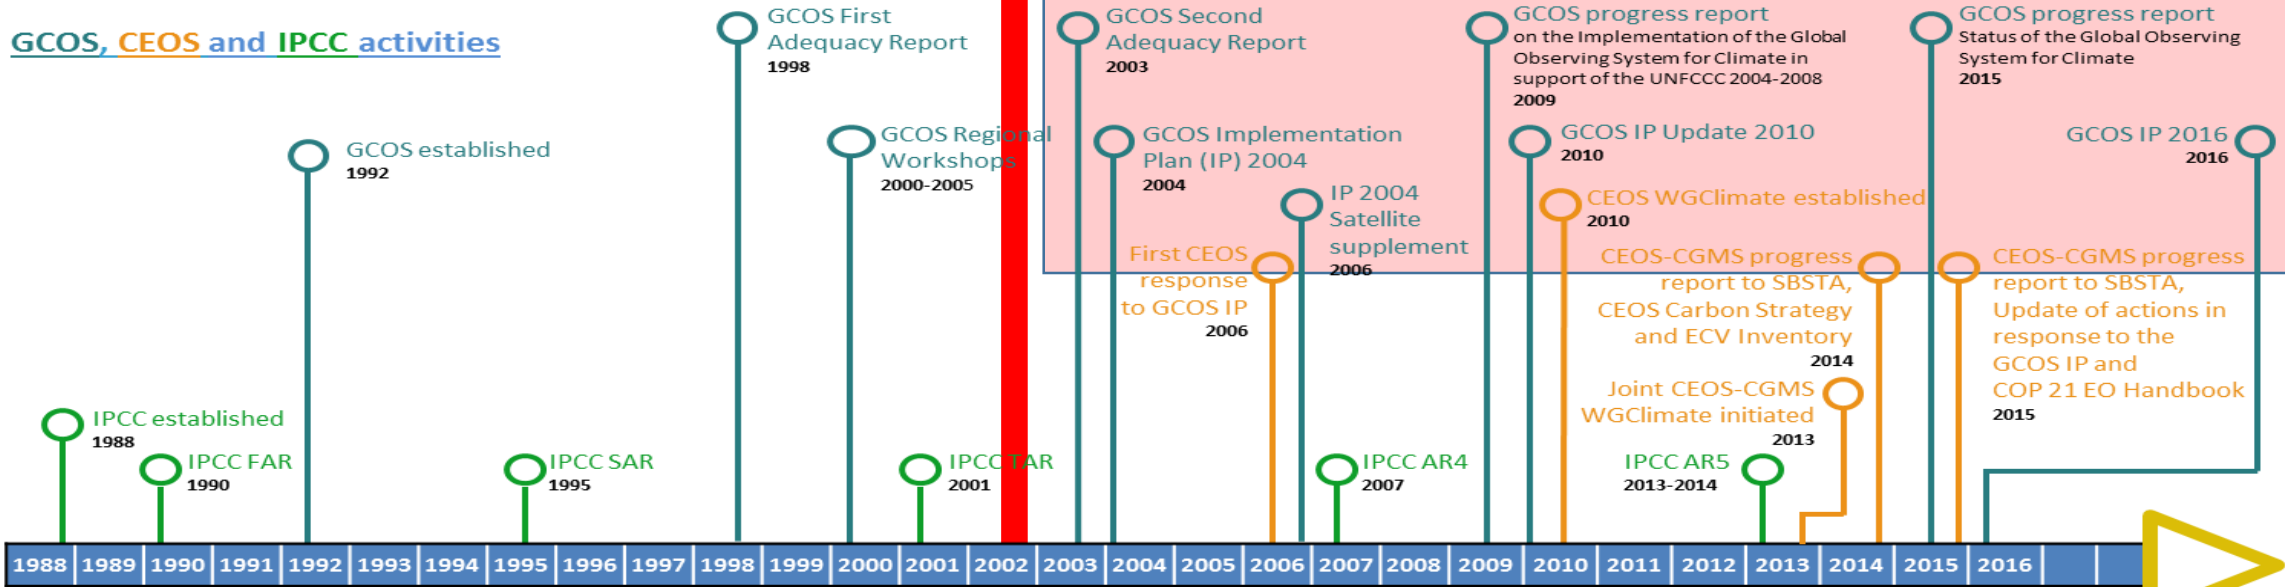 GCOS, CEOS and IPCC activities
GCOS First
Adequacy Report
1998
GCOS Second
Adequacy Report
2003
GCOS progress report
on the Implementation of the Global
Observing System for Climate in
support of the UNFCCC 2004-2008
2009
GCOS progress report
Status of the Global Observing
System for Climate
2015
GCOS established
1992
GCOS Regional
Workshops
2000-2005
GCOS Implementation
Plan (IP) 2004
2004
GCOS IP Update 2010
2010
GCOS IP 2016
2016
IP 2004
Satellite
supplement
2006
CEOS WGClimate established
2010
First CEOS
response
to GCOS IP
2006
CEOS-CGMS progress
report to SBSTA,
CEOS Carbon Strategy
and ECV Inventory
2014
CEOS-CGMS progress
report to SBSTA,
Update of actions in
response to the
GCOS IP and
COP 21 EO Handbook
2015
Joint CEOS-CGMS
WGClimate initiated
2013
IPCC established
1988
IPCC FAR
1990
IPCC SAR
1995
IPCC TAR
2001
IPCC AR4
2007
IPCC AR5
2013-2014
1988 1989 1990 1991 1992 1993 1994 1995 1996 1997 1998 1999 2000 2001 2002 2003 2004 2005 2006 2007 2008 2009 2010 2011 2012 2013 2014 2015 2016